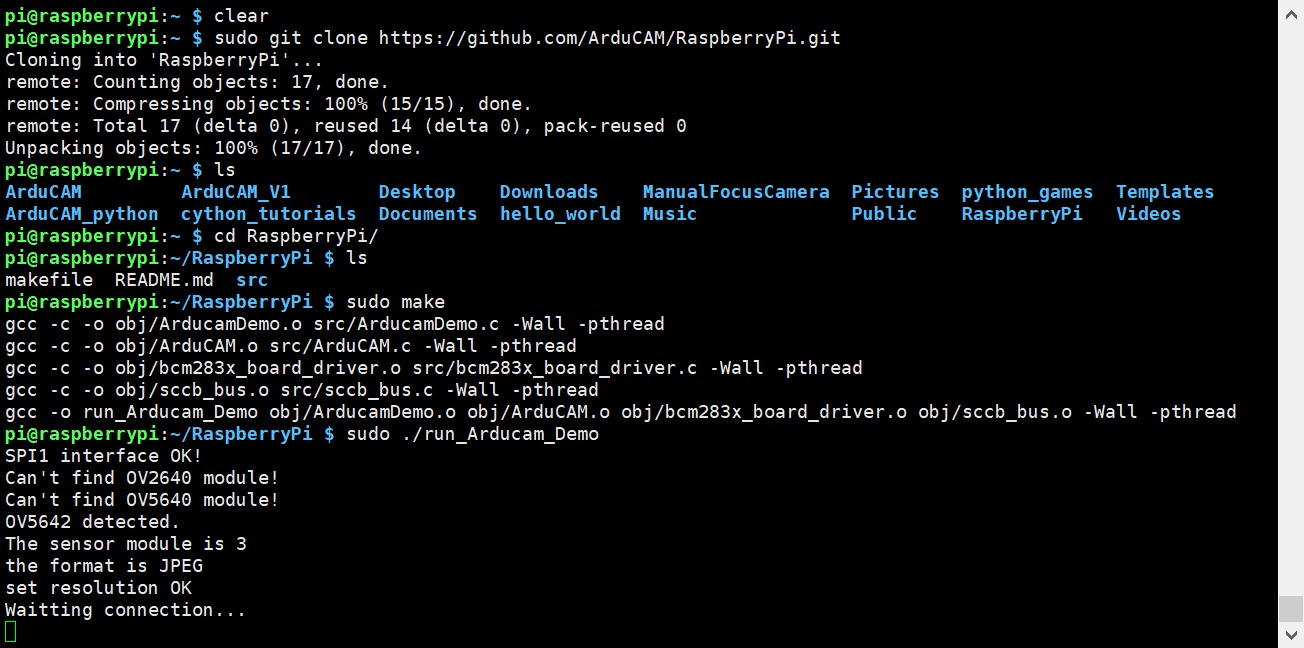 pi@raspberrypi:~ $ clear
pi@raspberrypi:~ $ sudo git clone https://github.com/ArduCAM/RaspberryPi.git
Cloning into 'RaspberryPi'...
remote: Counting objects: 17, done.
remote: Compressing objects: 100% (15/15), done.
remote: Total 17 (delta 0), reused 14 (delta 0), pack-reused 0
Unpacking objects: 100% (17/17), done.
pi@raspberrypi:~ $ ls
ArduCAM         ArduCAM_V1        Desktop    Downloads    ManualFocusCamera  Pictures  python_games  Templates
ArduCAM_python  cython_tutorials  Documents  hello_world  Music              Public    RaspberryPi   Videos
pi@raspberrypi:~ $ cd RaspberryPi/
pi@raspberrypi:~/RaspberryPi $ ls
makefile  README.md  src
pi@raspberrypi:~/RaspberryPi $ sudo make
gcc -c -o obj/ArducamDemo.o src/ArducamDemo.c -Wall -pthread
gcc -c -o obj/ArduCAM.o src/ArduCAM.c -Wall -pthread
gcc -c -o obj/bcm283x_board_driver.o src/bcm283x_board_driver.c -Wall -pthread
gcc -c -o obj/sccb_bus.o src/sccb_bus.c -Wall -pthread
gcc -o run_Arducam_Demo obj/ArducamDemo.o obj/ArduCAM.o obj/bcm283x_board_driver.o obj/sccb_bus.o -Wall -pthread
pi@raspberrypi:~/RaspberryPi $ sudo ./run_Arducam_Demo
SPI1 interface OK!
Can't find OV2640 module!
Can't find OV5640 module!
OV5642 detected.
The sensor module is 3
the format is JPEG
set resolution OK
Waitting connection...